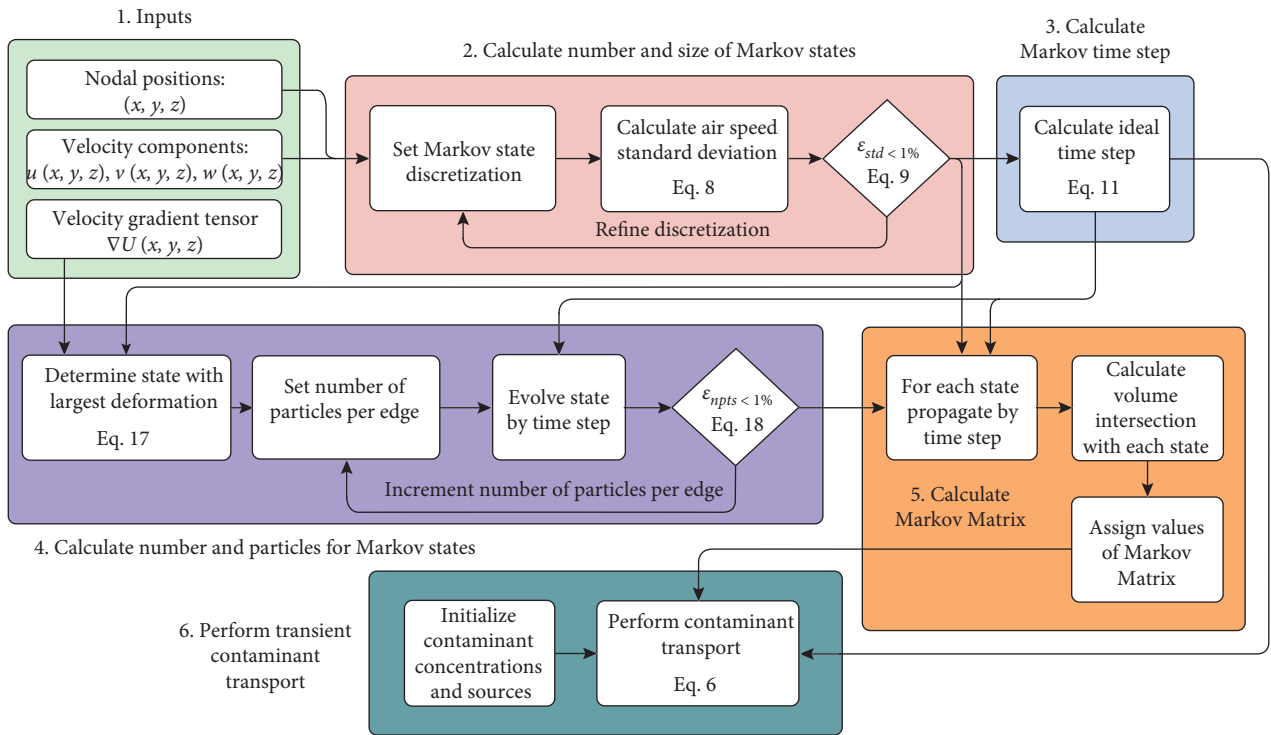 1. Inputs
Nodal positions:
(x, y, z)
Velocity components:
u (x, y, z), v (x, y, z), w (x, y, z)
Velocity gradient tensor
∇U (x, y, z)
2. Calculate number and size of Markov states
Set Markov state
discretization
Calculate air speed
standard deviation
Eq. 8
εstd < 1%
Eq. 9
Refine discretization
3. Calculate
Markov time step
Calculate ideal
time step
Eq. 11
Determine state with
largest deformation
Eq. 17
Set number of
particles per edge
Evolve state
by time step
εnpts < 1%
Eq. 18
Increment number of particles per edge
4. Calculate number and particles for Markov states
For each state
propagate by
time step
Calculate
volume
intersection
with each state
5. Calculate
Markov Matrix
Assign values
of Markov
Matrix
6. Perform transient
contaminant
transport
Initialize
contaminant
concentrations
and sources
Perform contaminant
transport
Eq. 6